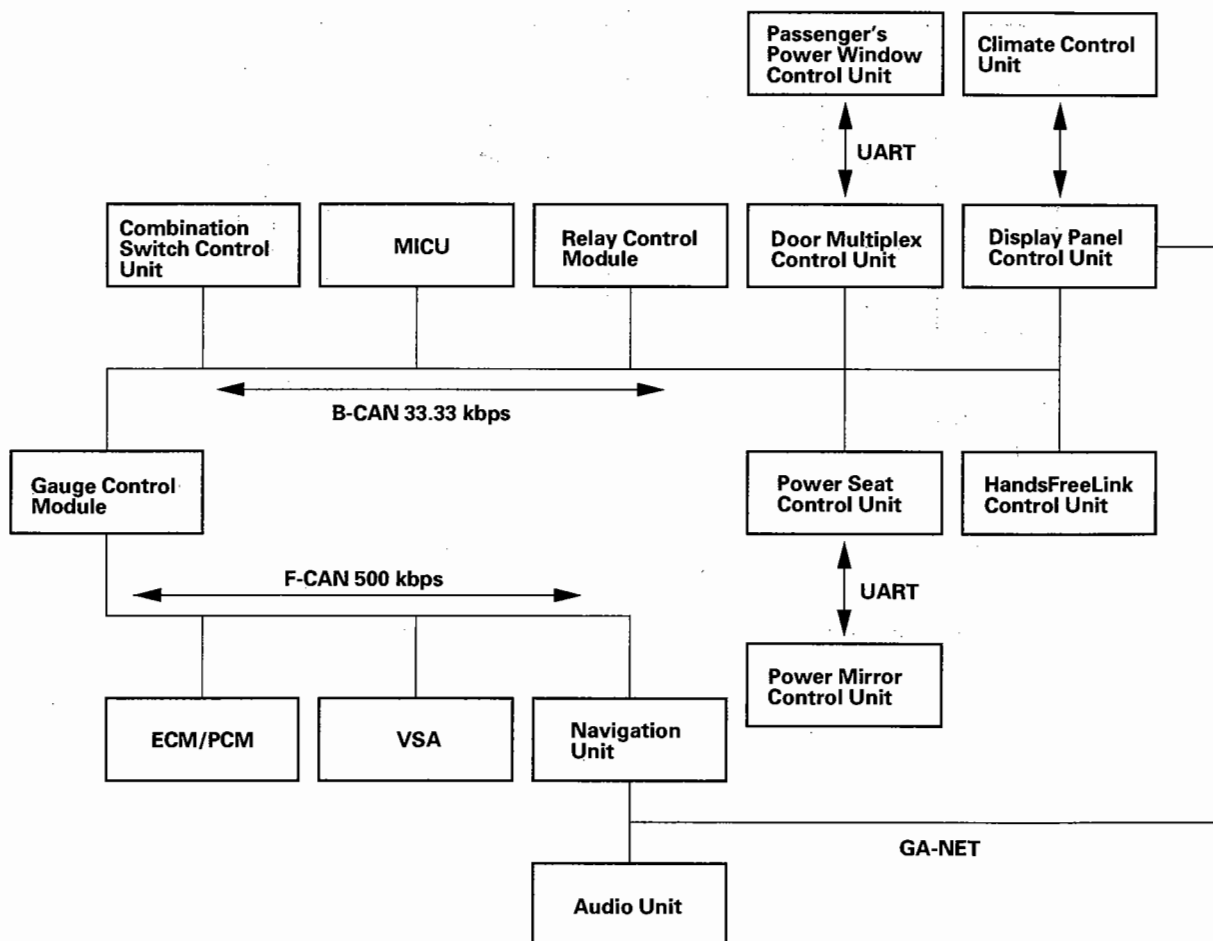 Passenger's
Power Window
Control Unit
Climate Control
Unit
UART
Combination
Switch Control
Unit
MICU
Relay Control
Module
Door Multiplex
Control Unit
Display Panel
Control Unit
B-CAN 33.33 kbps
Gauge Control
Module
Power Seat
Control Unit
HandsFreeLink
Control Unit
F-CAN 500 kbps
UART
Power Mirror
Control Unit
ECM/PCM
VSA
Navigation
Unit
GA-NET
Audio Unit